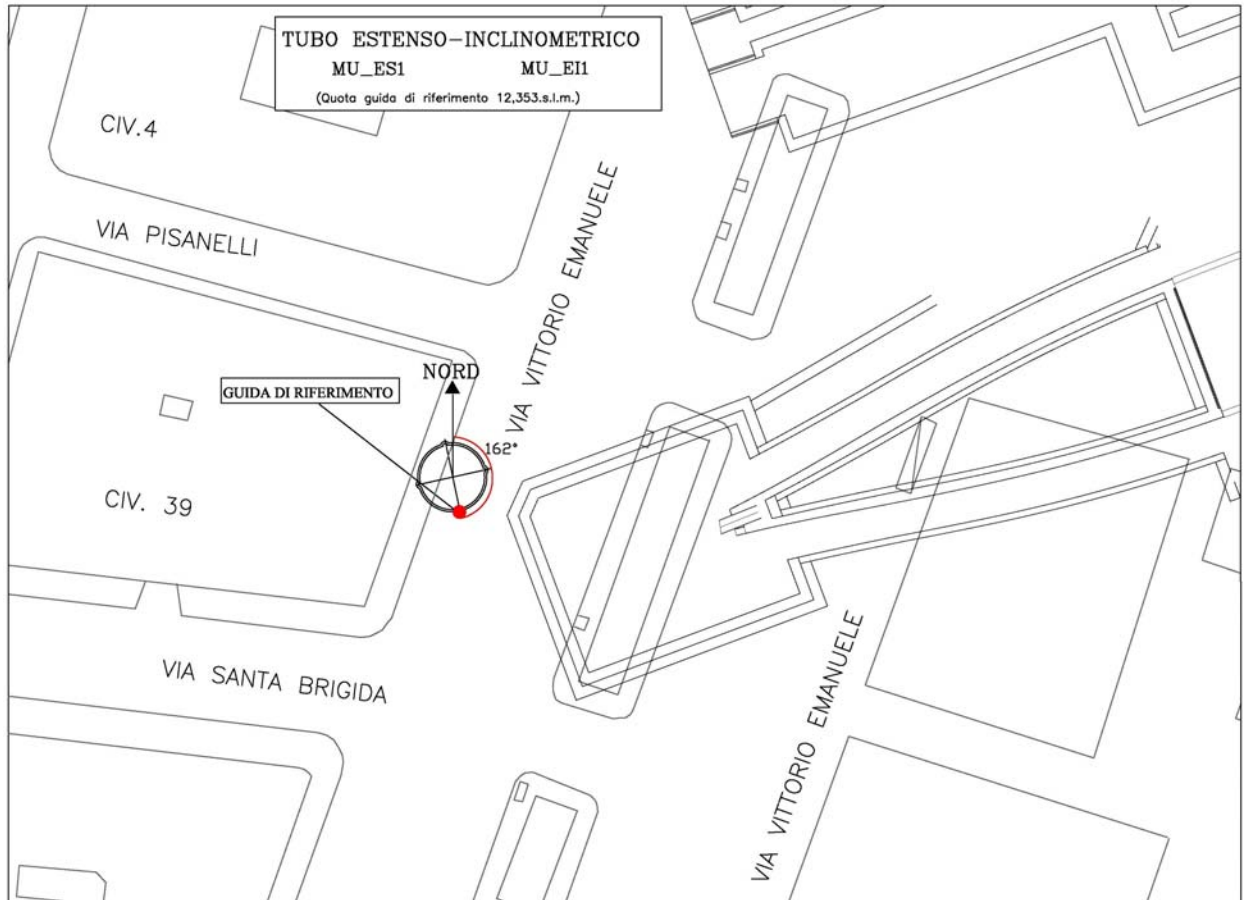 TUBO ESTENSO-INCLINOMETRICO
MU_ES1 MU_EI1
(Quota guida di riferimento 12,353.s.l.m.)
CIV.4
VIA PISANELLI
VIA VITTORIO EMANUELE
NORD
GUIDA DI RIFERIMENTO
162°
CIV. 39
VIA SANTA BRIGIDA
VIA VITTORIO EMANUELE